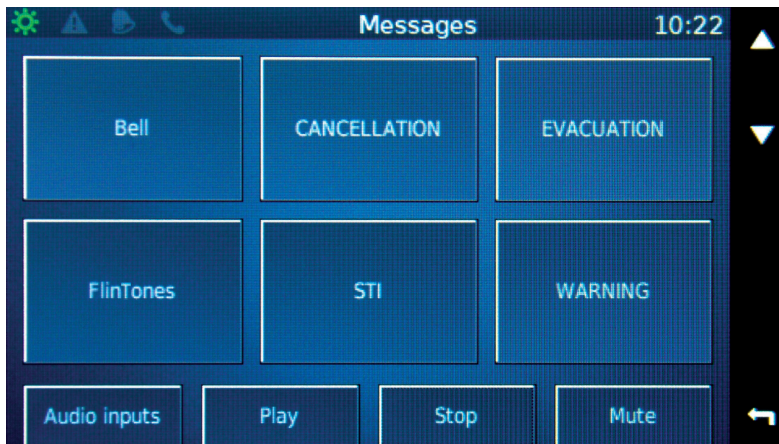 Messages 10:22
Bell CANCELLATION EVACUATION
FlinTones STI WARNING
Audio inputs Play Stop Mute